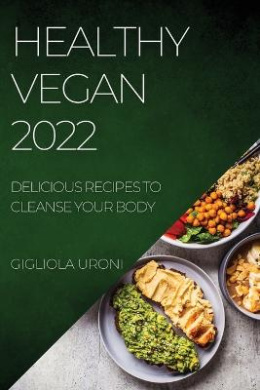 HEALTHY
VEGAN
2022
DELICIOUS RECIPES TO
CLEANSE YOUR BODY
GIGLIOLA URONI